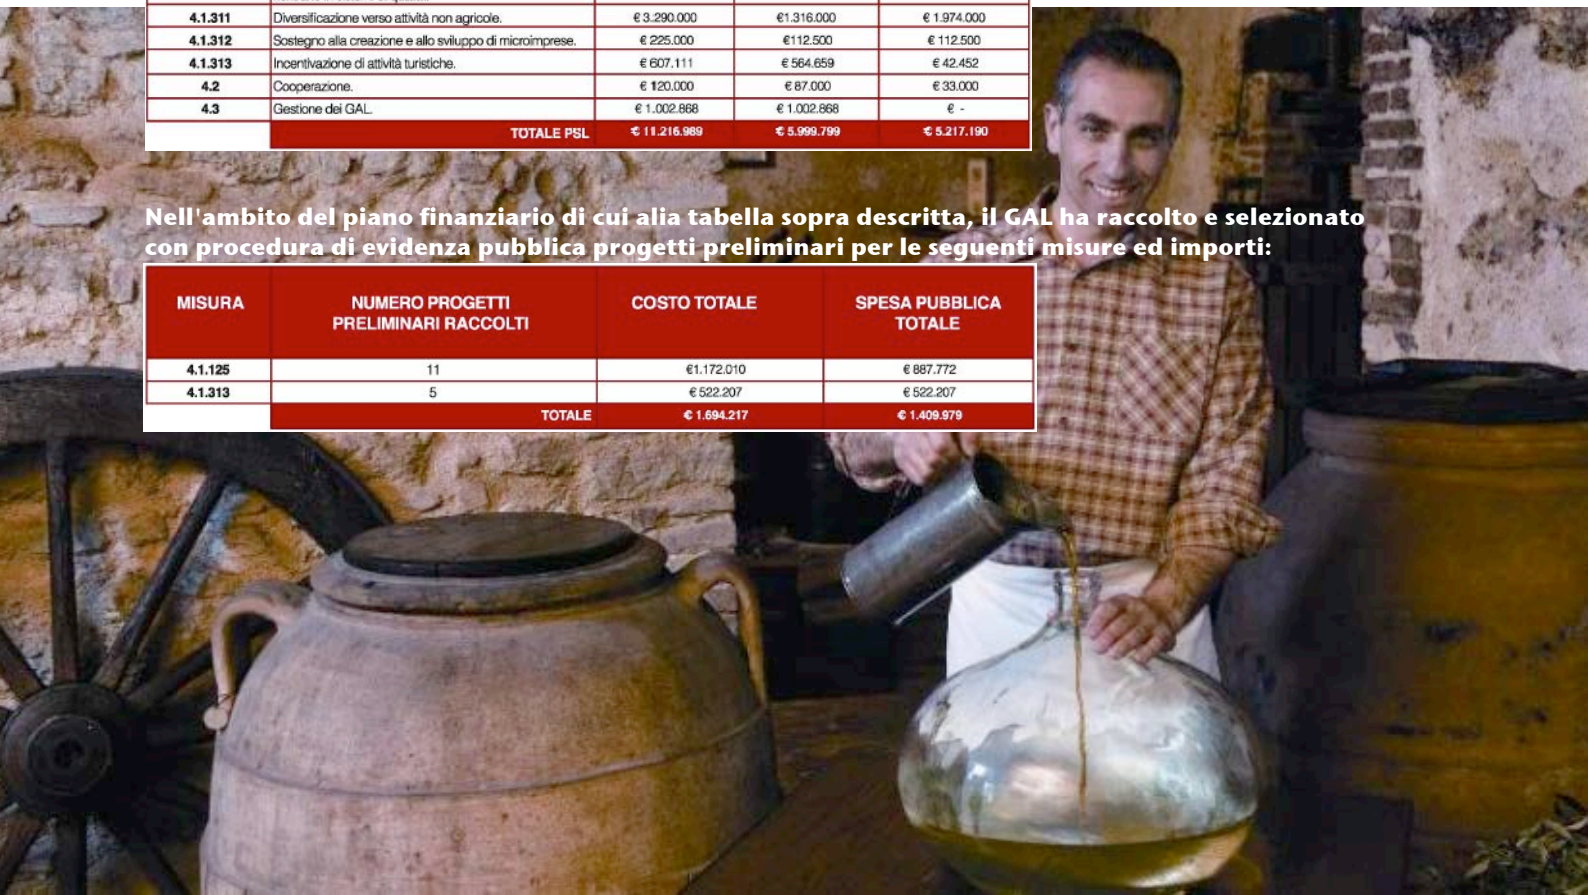 4.1.311 Diversificazione verso attività non agricole. € 3.290.000 €1.316.000 € 1.974.000
4.1.312 Sostegno alla creazione e allo sviluppo di microimprese. € 225.000 €112.500 € 112.500
4.1.313 Incentivazione di attività turistiche. € 607.111 € 564.659 € 42.452
4.2 Cooperazione. € 120.000 € 87.000 € 33.000
4.3 Gestione dei GAL. € 1.002.868 € 1.002.868 € -
TOTALE PSL € 11.216.989 € 5.999.799 € 5.217.190
Nell'ambito del piano finanziario di cui alia tabella sopra descritta, il GAL ha raccolto e selezionato
con procedura di evidenza pubblica progetti preliminari per le seguenti misure ed importi:
MISURA NUMERO PROGETTI COSTO TOTALE SPESA PUBBLICA
PRELIMINARI RACCOLTI TOTALE
4.1.125 11 €1.172.010 € 887.772
4.1.313 5 € 522.207 € 522.207
TOTALE € 1.694.217 € 1.409.979